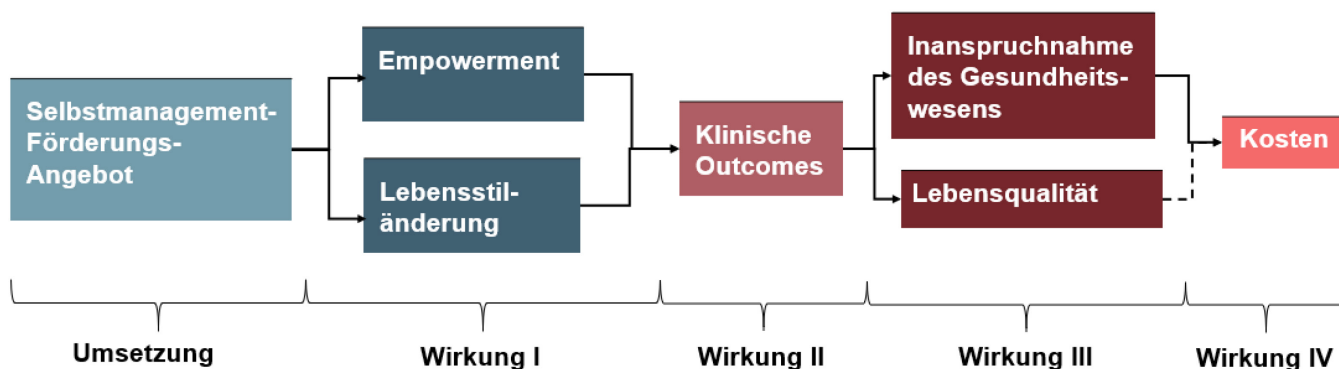 Selbstmanagement-
Förderungs-
Angebot
Empowerment
Lebensstil-
änderung
Klinische
Outcomes
Inanspruchnahme
des Gesundheits-
wesens
Lebensqualität
Kosten
Umsetzung
Wirkung I
Wirkung II
Wirkung III
Wirkung IV